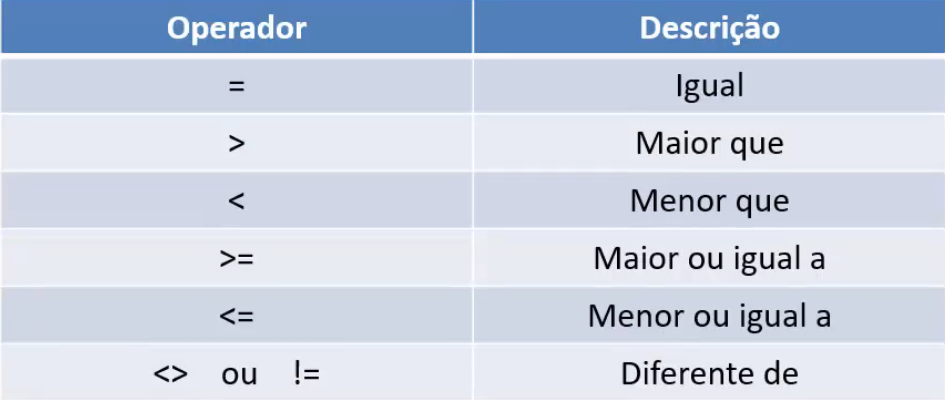 Operador Descrição
= Igual
> Maior que
< Menor que
>= Maior ou igual a
<= Menor ou igual a
<> ou != Diferente de